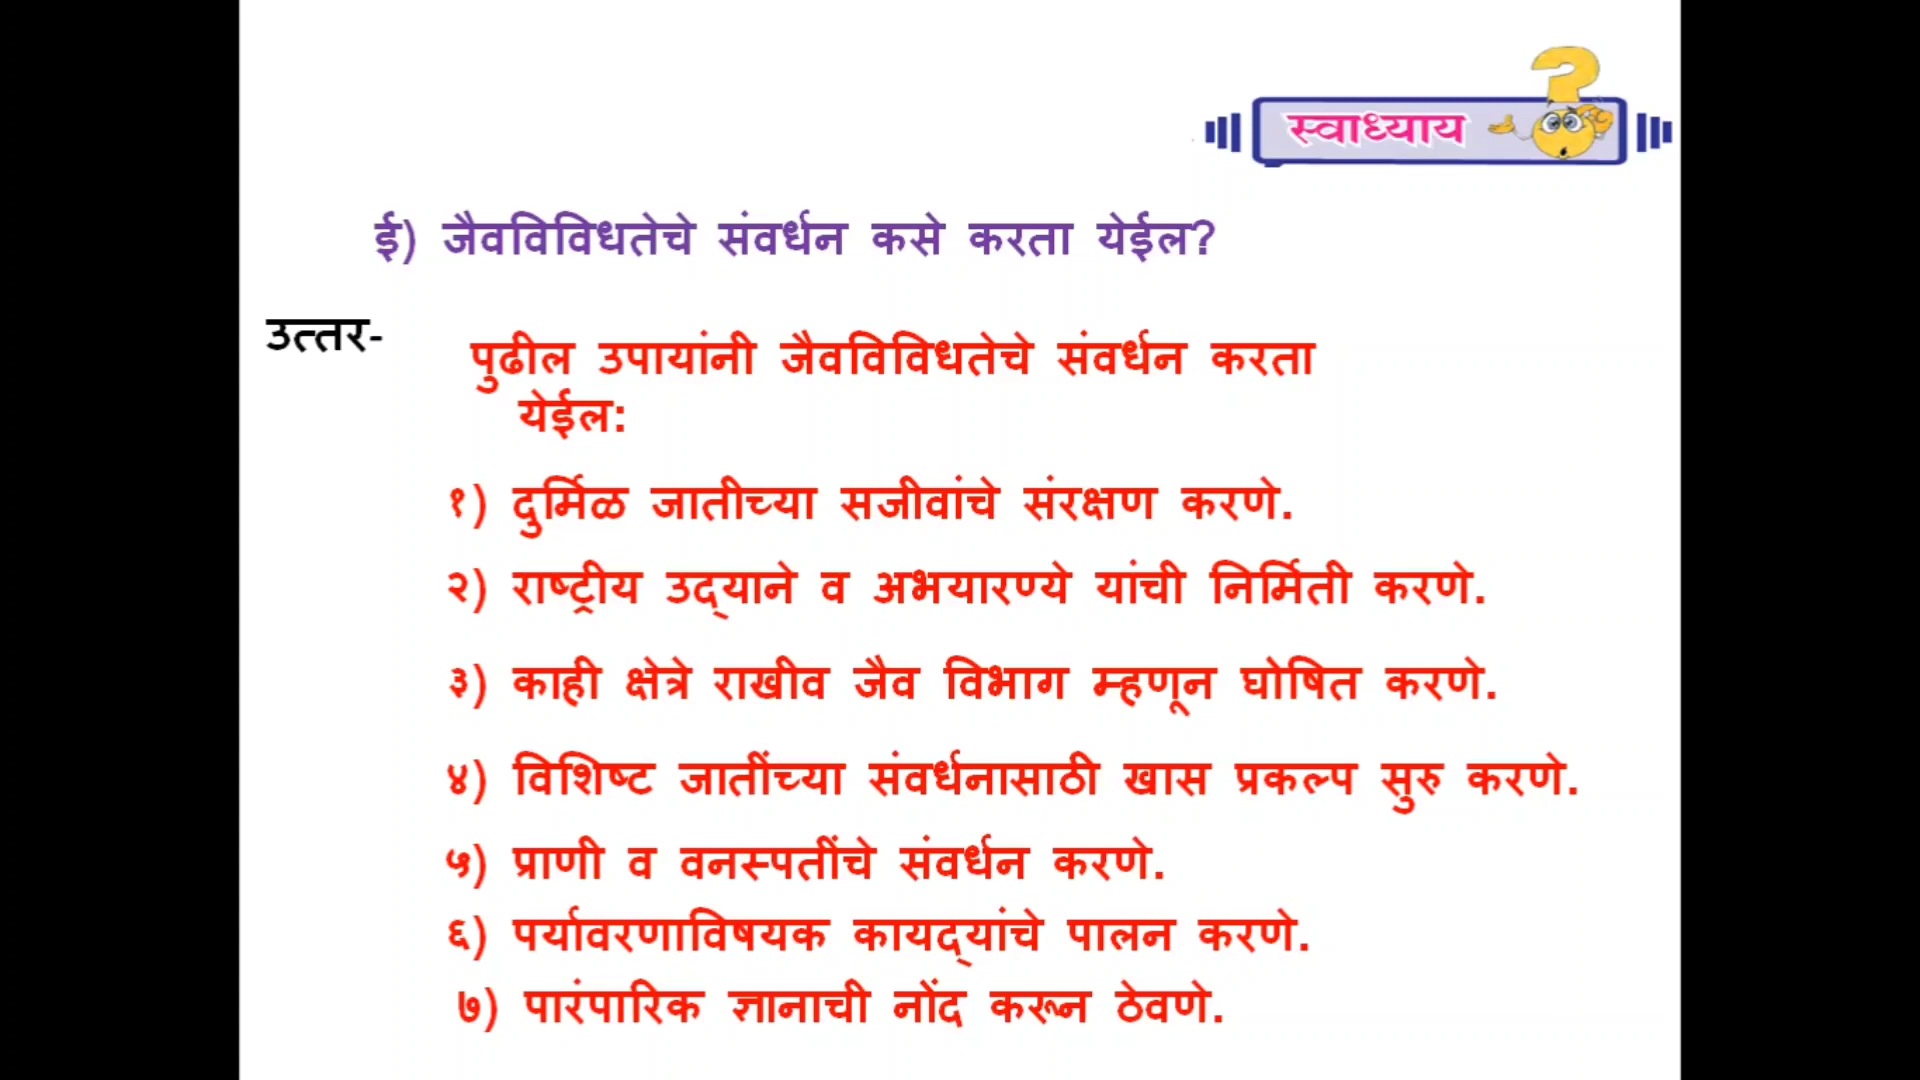 स्वाध्याय
ई) जैवविविधतेचे संवर्धन कसे करता येईल?
उत्तर-
पुढील उपायांनी जैवविविधतेचे संवर्धन करता
येईल:
१) दुर्मिळ जातीच्या सजीवांचे संरक्षण करणे.
२) राष्ट्रीय उद्‌याने व अभयारण्ये यांची निर्मिती करणे.
३) काही क्षेत्रे राखीव जैव विभाग म्हणून घोषित करणे.
४) विशिष्ट जातींच्या संवर्धनासाठी खास प्रकल्प सुरु करणे.
५) प्राणी व वनस्पतींचे संवर्धन करणे.
६) पर्यावरणाविषयक कायद्‌यांचे पालन करणे.
७) पारंपारिक ज्ञानाची नोंद करून ठेवणे.